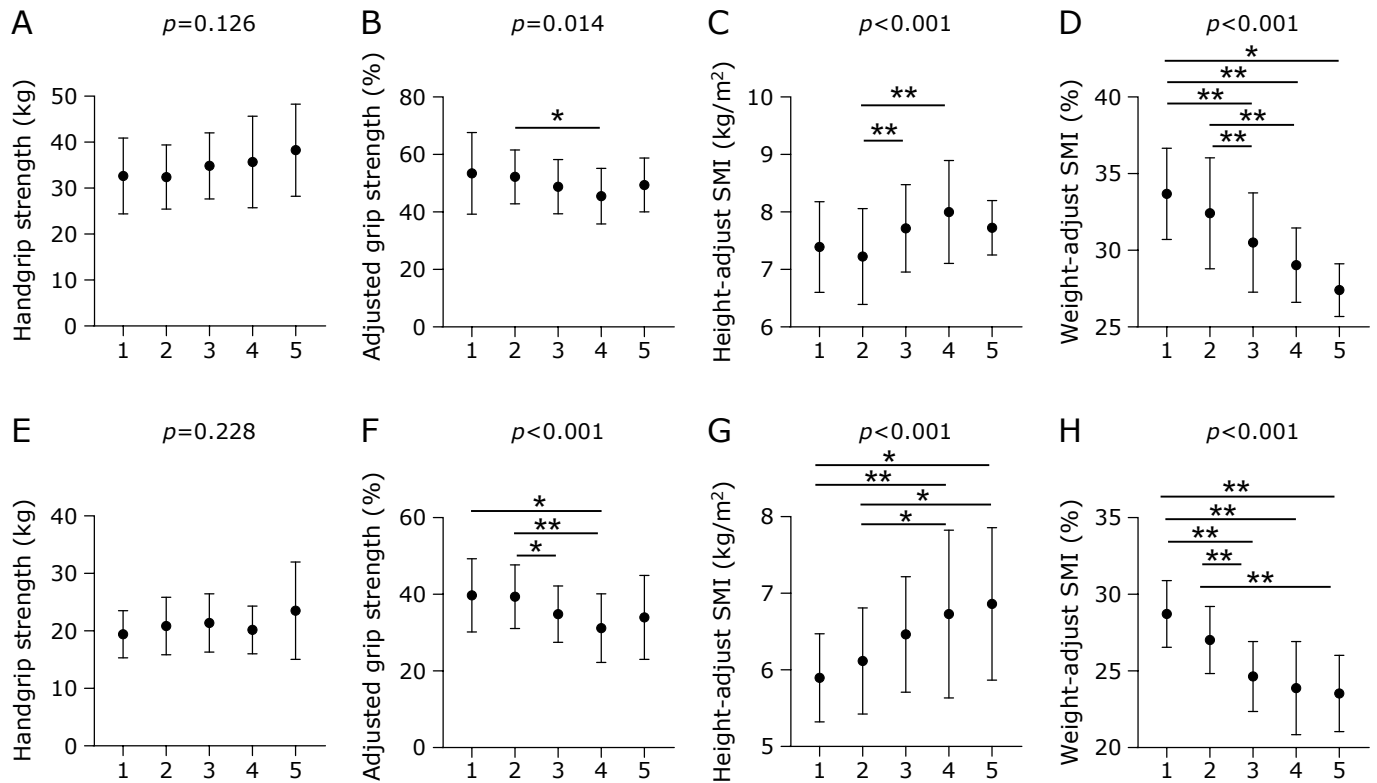 A
p=0.126
Handgrip strength (kg)
50
40
30
20
10
0
1 2 3 4 5
B
p=0.014
Adjusted grip strength (%)
80
60
40
20
0
*
1 2 3 4 5
C
p<0.001
Height-adjust SMI (kg/m²)
10
9
8
7
6
**
**
1 2 3 4 5
D
p<0.001
Weight-adjust SMI (%)
40
35
30
25
*
**
**
**
**
1 2 3 4 5
E
p=0.228
Handgrip strength (kg)
40
30
20
10
0
1 2 3 4 5
F
p<0.001
Adjusted grip strength (%)
60
40
20
0
*
**
*
1 2 3 4 5
G
p<0.001
Height-adjust SMI (kg/m²)
8
7
6
5
*
**
*
*
1 2 3 4 5
H
p<0.001
Weight-adjust SMI (%)
35
30
25
20
**
**
**
**
**
1 2 3 4 5